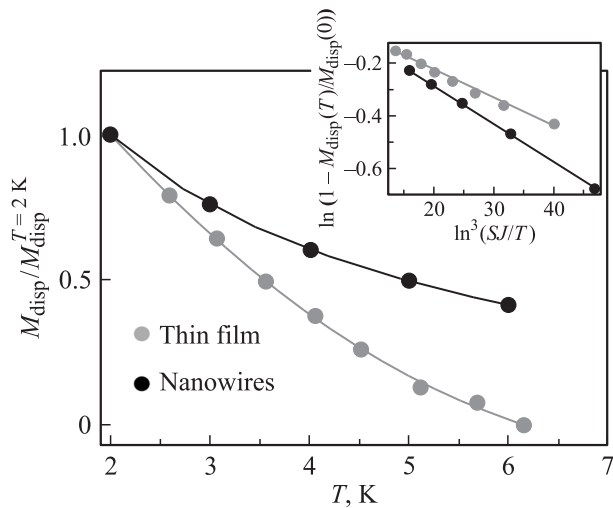 M_disp/M_disp^{T = 2 K}
1.0
0.5
0
Thin film
Nanowires
2
3
4
5
6
7
T, K
ln (1 − M_disp(T)/M_disp(0))
−0.2
−0.4
−0.6
20
30
40
ln³(SJ/T)